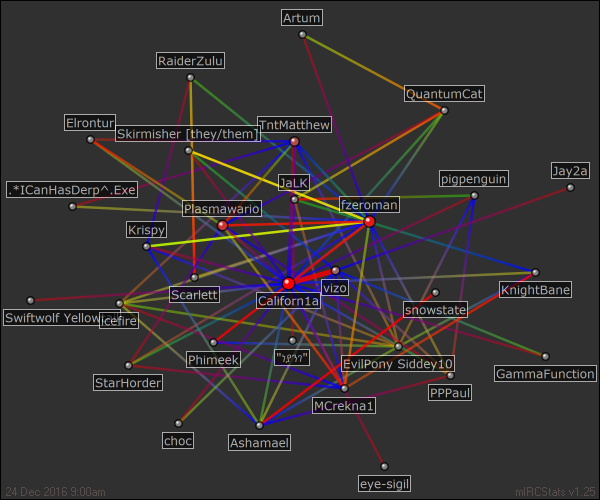 Artum
RaiderZulu
QuantumCat
Elrontur
TntMatthew
Skirmisher [they/them]
Jay2a
pigpenguin
JaLK
.*ICanHasDerp^.Exe
fzeroman
Plasmawario
Krispy
Scarlett
vizo
KnightBane
Californ1a
snowstate
Swiftwolf Yellow
icefire
Phimeek
EvilPony Siddey10
GammaFunction
StarHorder
PPPaul
MCrekna1
choc
Ashamael
eye-sigil
24 Dec 2016 9:00am
mIRCStats v1.25